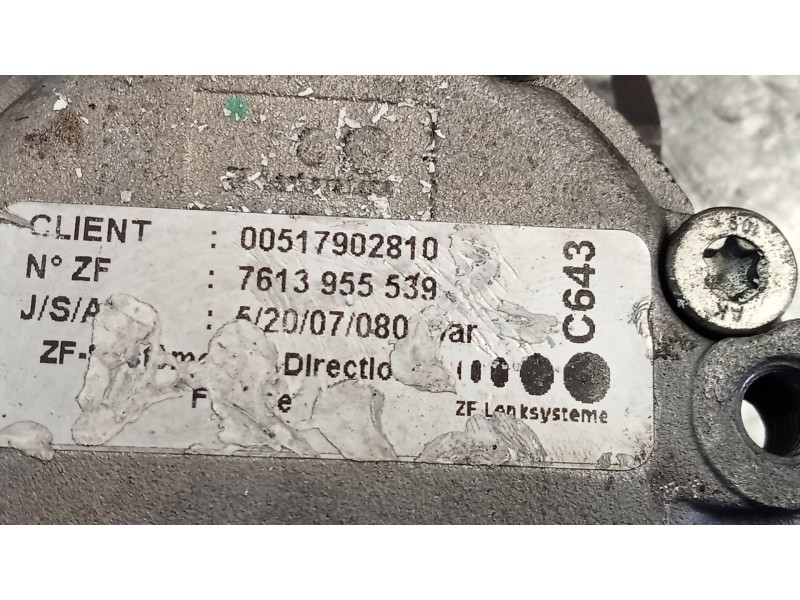 CLIENT : 00517902810
N° ZF : 7613 955 539
J/S/A : 5/20/07/080
Directio
ZF Lenksysteme
C643